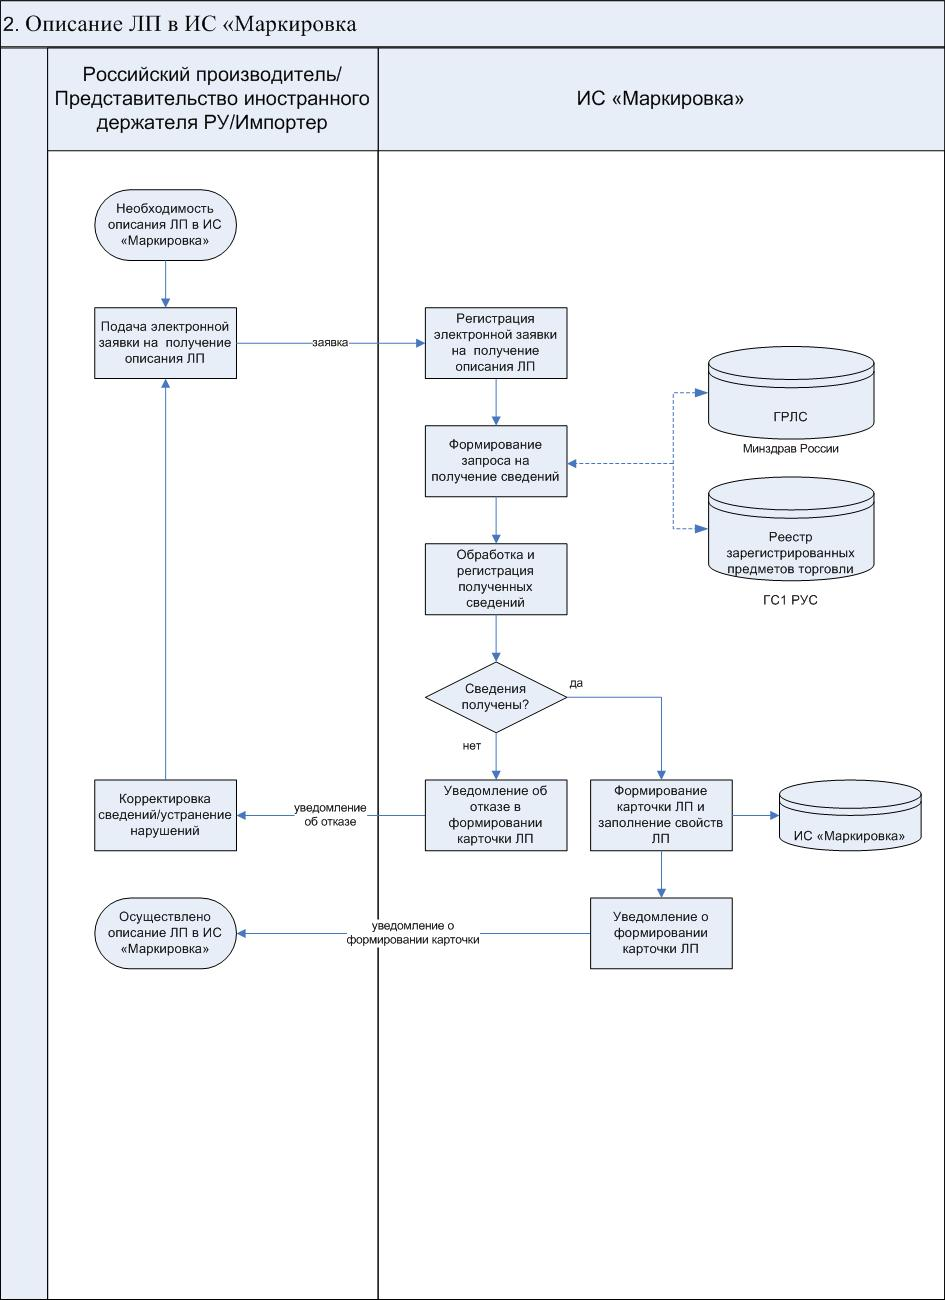 2. Описание ЛП в ИС «Маркировка
Российский производитель/
Представительство иностранного
держателя РУ/Импортер
ИС «Маркировка»
Необходимость
описания ЛП в ИС
«Маркировка»
Подача электронной
заявки на получение
описания ЛП
заявка
Регистрация
электронной заявки
на получение
описания ЛП
ГРЛС
Минздрав России
Формирование
запроса на
получение сведений
Реестр
зарегистрированных
предметов торговли
ГС1 РУС
Обработка и
регистрация
полученных
сведений
Сведения
получены?
да
нет
Корректировка
сведений/устранение
нарушений
уведомление
об отказе
Уведомление об
отказе в
формировании
карточки ЛП
Формирование
карточки ЛП и
заполнение свойств
ЛП
ИС «Маркировка»
Осуществлено
описание ЛП в ИС
«Маркировка»
уведомление о
формировании карточки
Уведомление о
формировании
карточки ЛП